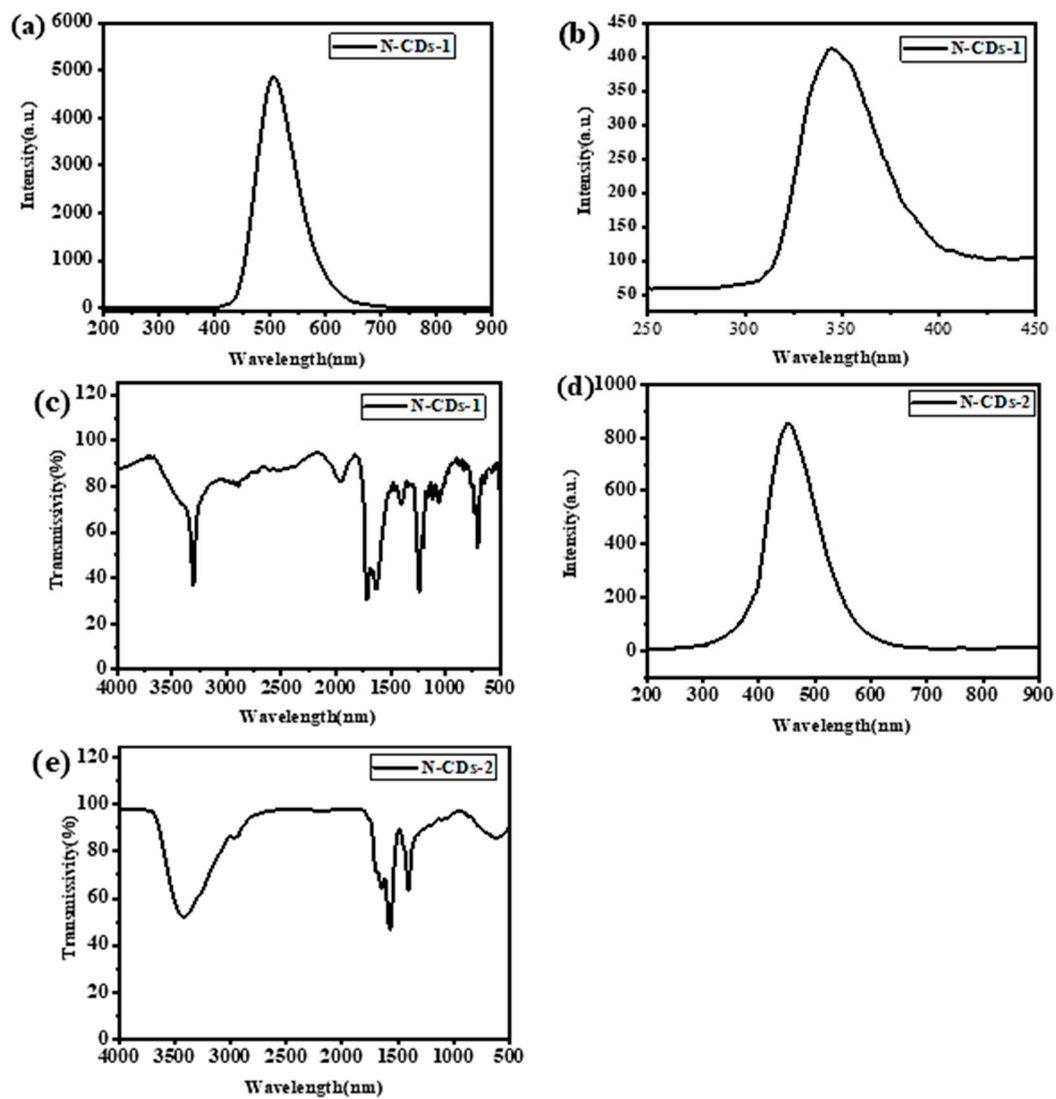 (a)
N-CDs-1
Intensity(a.u.)
6000
5000
4000
3000
2000
1000
0
200 300 400 500 600 700 800 900
Wavelength(nm)
(b)
N-CDs-1
Intensity(a.u.)
450
400
350
300
250
200
150
100
50
250 300 350 400 450
Wavelength(nm)
(c)
N-CDs-1
Transmissivity(%)
120
100
80
60
40
20
0
4000 3500 3000 2500 2000 1500 1000 500
Wavelength(nm)
(d)
N-CDs-2
Intensity(a.u.)
1000
800
600
400
200
0
200 300 400 500 600 700 800 900
Wavelength(nm)
(e)
N-CDs-2
Transmissivity(%)
120
100
80
60
40
20
0
4000 3500 3000 2500 2000 1500 1000 500
Wavelength(nm)